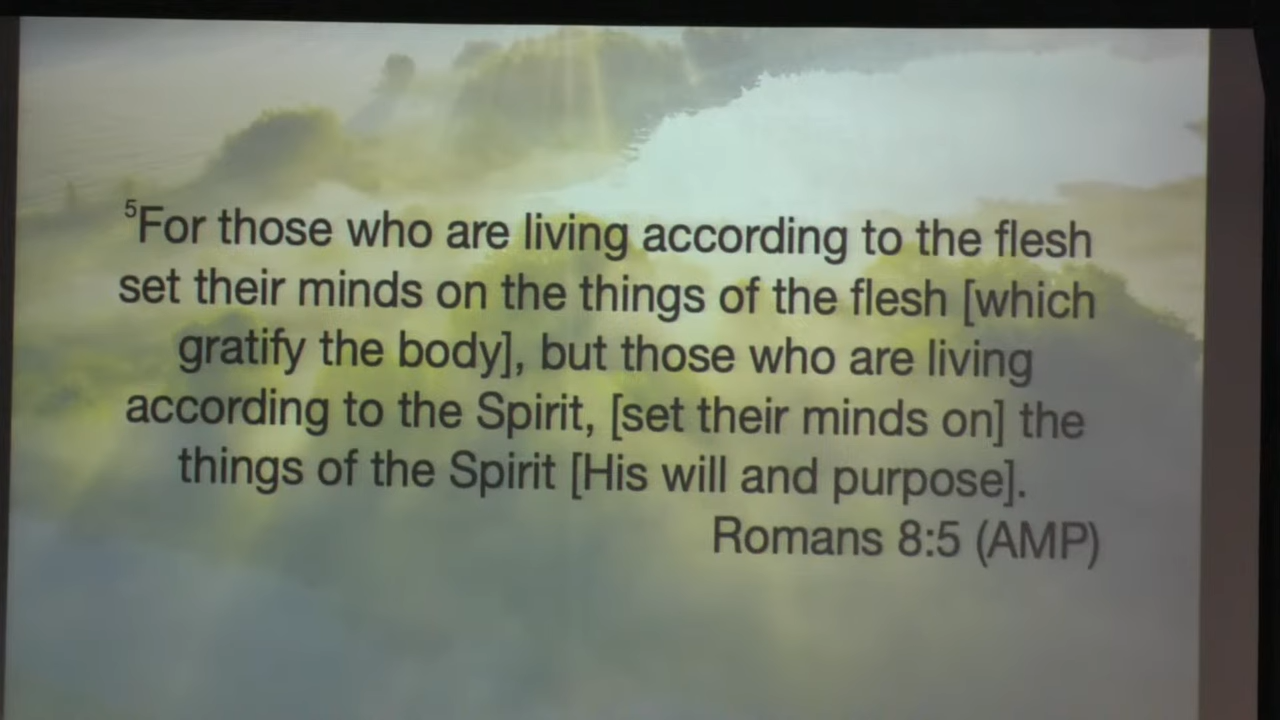 ⁵For those who are living according to the flesh
set their minds on the things of the flesh [which
gratify the body], but those who are living
according to the Spirit, [set their minds on] the
things of the Spirit [His will and purpose].
Romans 8:5 (AMP)